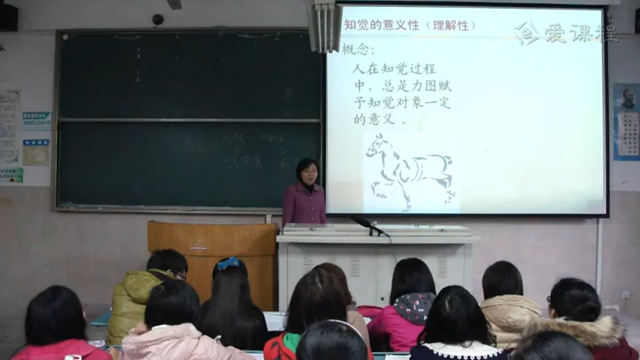 知觉的意义性（理解性）
爱课程
概念：
人在知觉过程
中，总是力图赋
予知觉对象一定
的意义 。